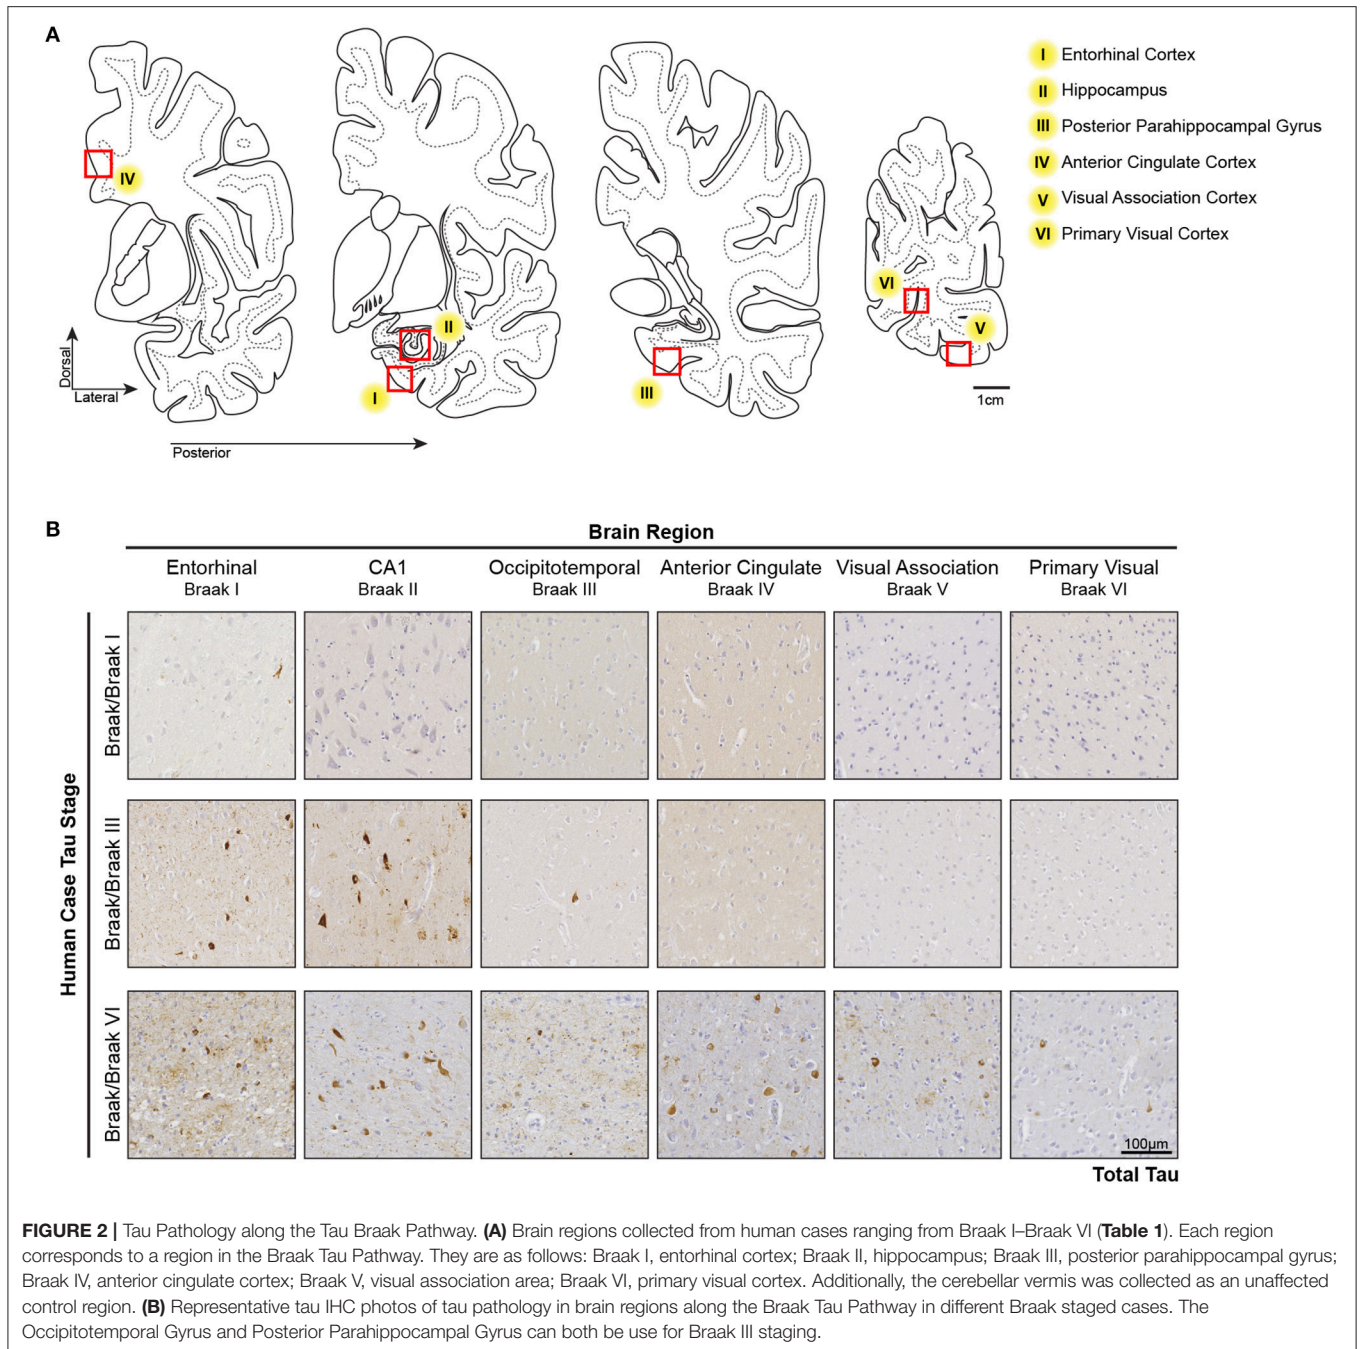 A
I Entorhinal Cortex
II Hippocampus
III Posterior Parahippocampal Gyrus
IV Anterior Cingulate Cortex
V Visual Association Cortex
VI Primary Visual Cortex
IV
II
I
III
VI
V
Dorsal
Lateral
Posterior
1cm
B
Brain Region
Entorhinal
Braak I
CA1
Braak II
Occipitotemporal
Braak III
Anterior Cingulate
Braak IV
Visual Association
Braak V
Primary Visual
Braak VI
Human Case Tau Stage
Braak/Braak I
Braak/Braak III
Braak/Braak VI
100µm
Total Tau
FIGURE 2 | Tau Pathology along the Tau Braak Pathway. (A) Brain regions collected from human cases ranging from Braak I–Braak VI (Table 1). Each region
corresponds to a region in the Braak Tau Pathway. They are as follows: Braak I, entorhinal cortex; Braak II, hippocampus; Braak III, posterior parahippocampal gyrus;
Braak IV, anterior cingulate cortex; Braak V, visual association area; Braak VI, primary visual cortex. Additionally, the cerebellar vermis was collected as an unaffected
control region. (B) Representative tau IHC photos of tau pathology in brain regions along the Braak Tau Pathway in different Braak staged cases. The
Occipitotemporal Gyrus and Posterior Parahippocampal Gyrus can both be use for Braak III staging.